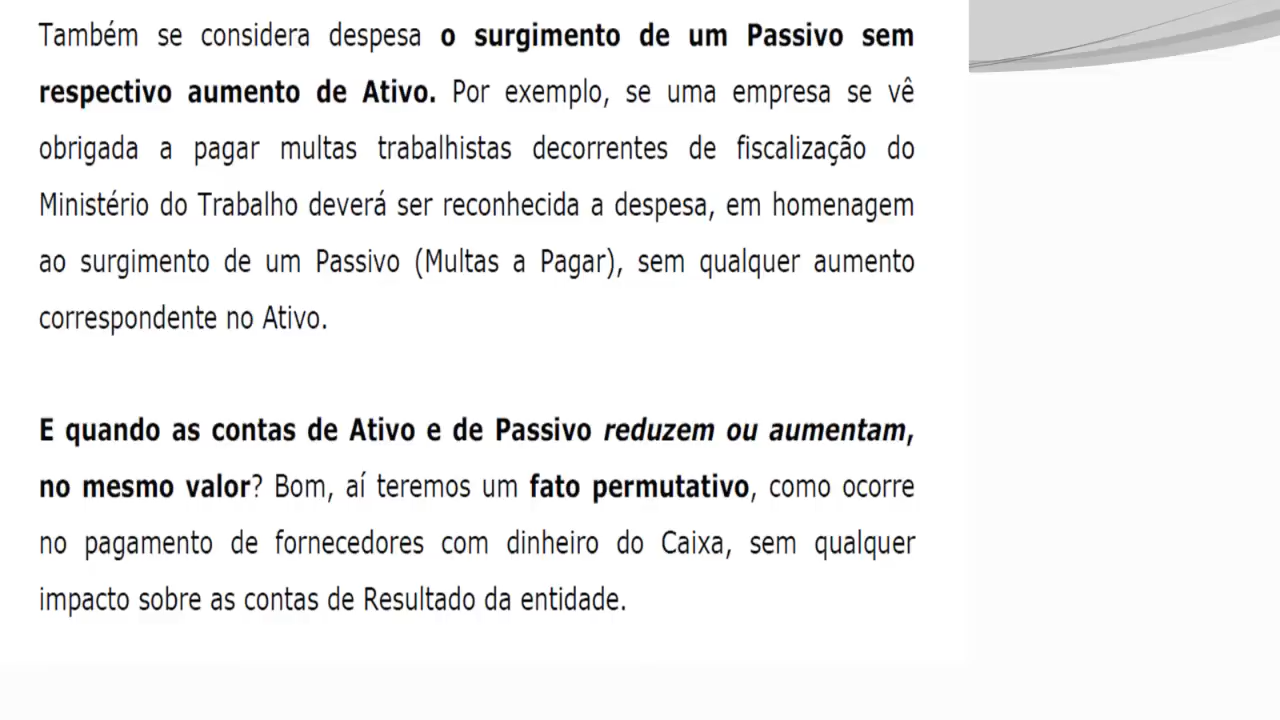 Também se considera despesa o surgimento de um Passivo sem
respectivo aumento de Ativo. Por exemplo, se uma empresa se vê
obrigada a pagar multas trabalhistas decorrentes de fiscalização do
Ministério do Trabalho deverá ser reconhecida a despesa, em homenagem
ao surgimento de um Passivo (Multas a Pagar), sem qualquer aumento
correspondente no Ativo.
E quando as contas de Ativo e de Passivo reduzem ou aumentam,
no mesmo valor? Bom, aí teremos um fato permutativo, como ocorre
no pagamento de fornecedores com dinheiro do Caixa, sem qualquer
impacto sobre as contas de Resultado da entidade.